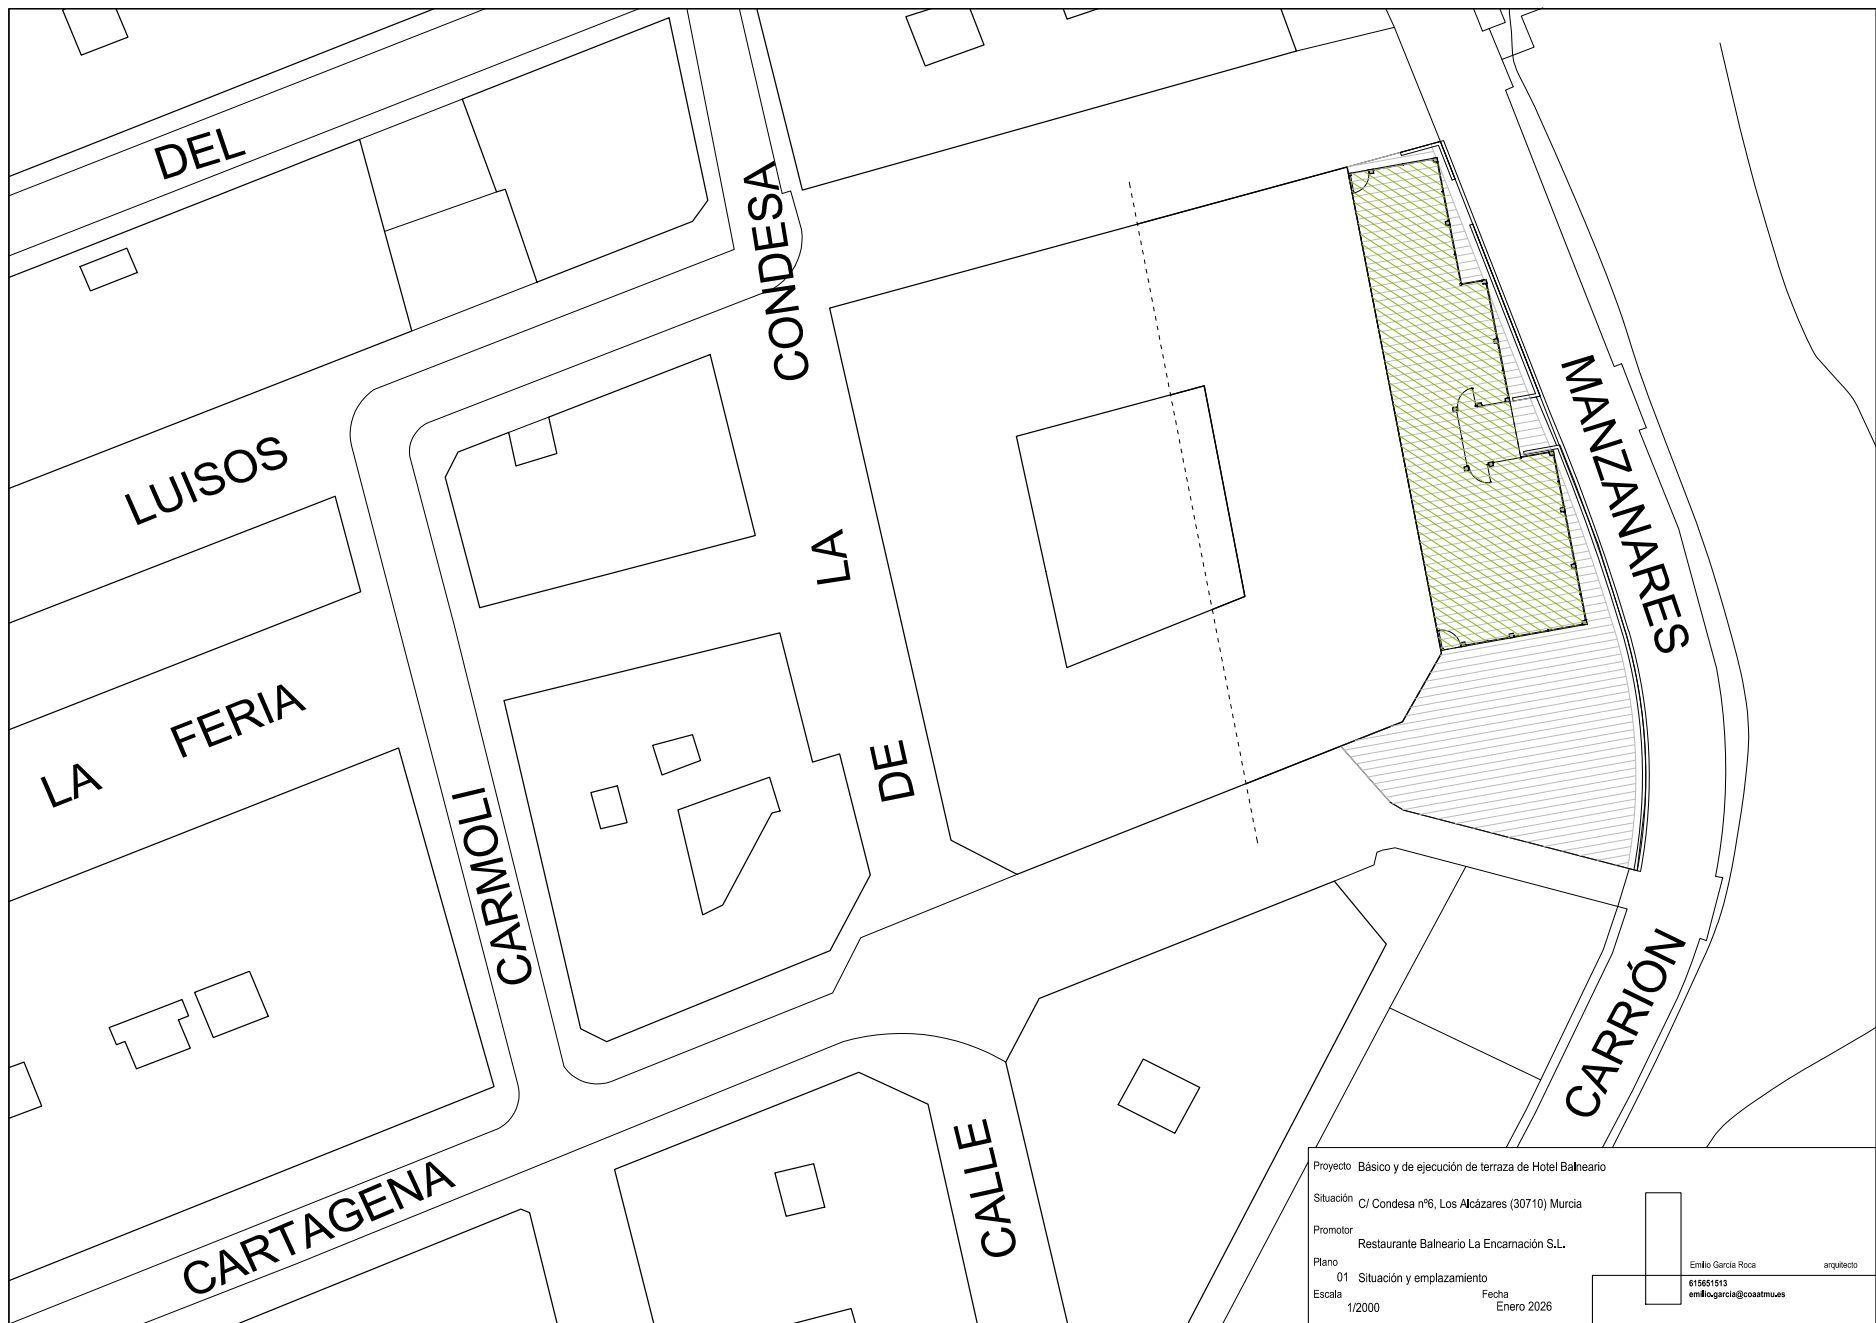 DEL
CONDESA
LUISOS
MANZANARES
LA
LA FERIA
DE
CARMOLI
CARRIÓN
CALLE
CARTAGENA
Proyecto Básico y de ejecución de terraza de Hotel Balneario
Situación C/ Condesa nº6, Los Alcázares (30710) Murcia
Promotor
Restaurante Balneario La Encarnación S.L.
Plano
01 Situación y emplazamiento
Escala Fecha
1/2000 Enero 2026
Emilio García Roca arquitecto
615651513
emilio.garcia@coaatmu.es